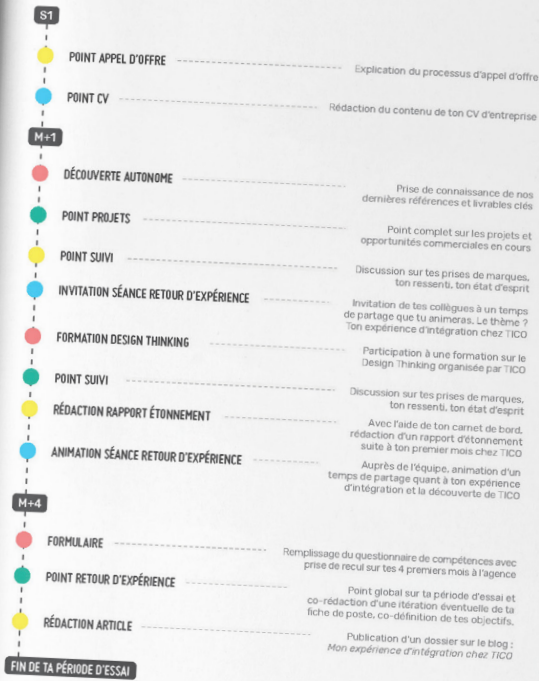 S1
POINT APPEL D'OFFRE
Explication du processus d'appel d'offre
POINT CV
Rédaction du contenu de ton CV d'entreprise
M+1
DÉCOUVERTE AUTONOME
Prise de connaissance de nos
dernières références et livrables clés
POINT PROJETS
Point complet sur les projets et
opportunités commerciales en cours
POINT SUIVI
Discussion sur tes prises de marques,
ton ressenti, ton état d'esprit
INVITATION SÉANCE RETOUR D'EXPÉRIENCE
Invitation de tes collègues à un temps
de partage que tu animeras. Le thème ?
Ton expérience d'intégration chez TICO
FORMATION DESIGN THINKING
Participation à une formation sur le
Design Thinking organisée par TICO
POINT SUIVI
Discussion sur tes prises de marques,
ton ressenti, ton état d'esprit
RÉDACTION RAPPORT ÉTONNEMENT
Avec l'aide de ton carnet de bord,
rédaction d'un rapport d'étonnement
suite à ton premier mois chez TICO
ANIMATION SÉANCE RETOUR D'EXPÉRIENCE
Auprès de l'équipe, animation d'un
temps de partage quant à ton expérience
d'intégration et la découverte de TICO
M+4
FORMULAIRE
Remplissage du questionnaire de compétences avec
prise de recul sur tes 4 premiers mois à l'agence
POINT RETOUR D'EXPÉRIENCE
Point global sur ta période d'essai et
co-rédaction d'une itération éventuelle de ta
fiche de poste, co-définition de tes objectifs.
RÉDACTION ARTICLE
Publication d'un dossier sur le blog :
Mon expérience d'intégration chez TICO
FIN DE TA PÉRIODE D'ESSAI